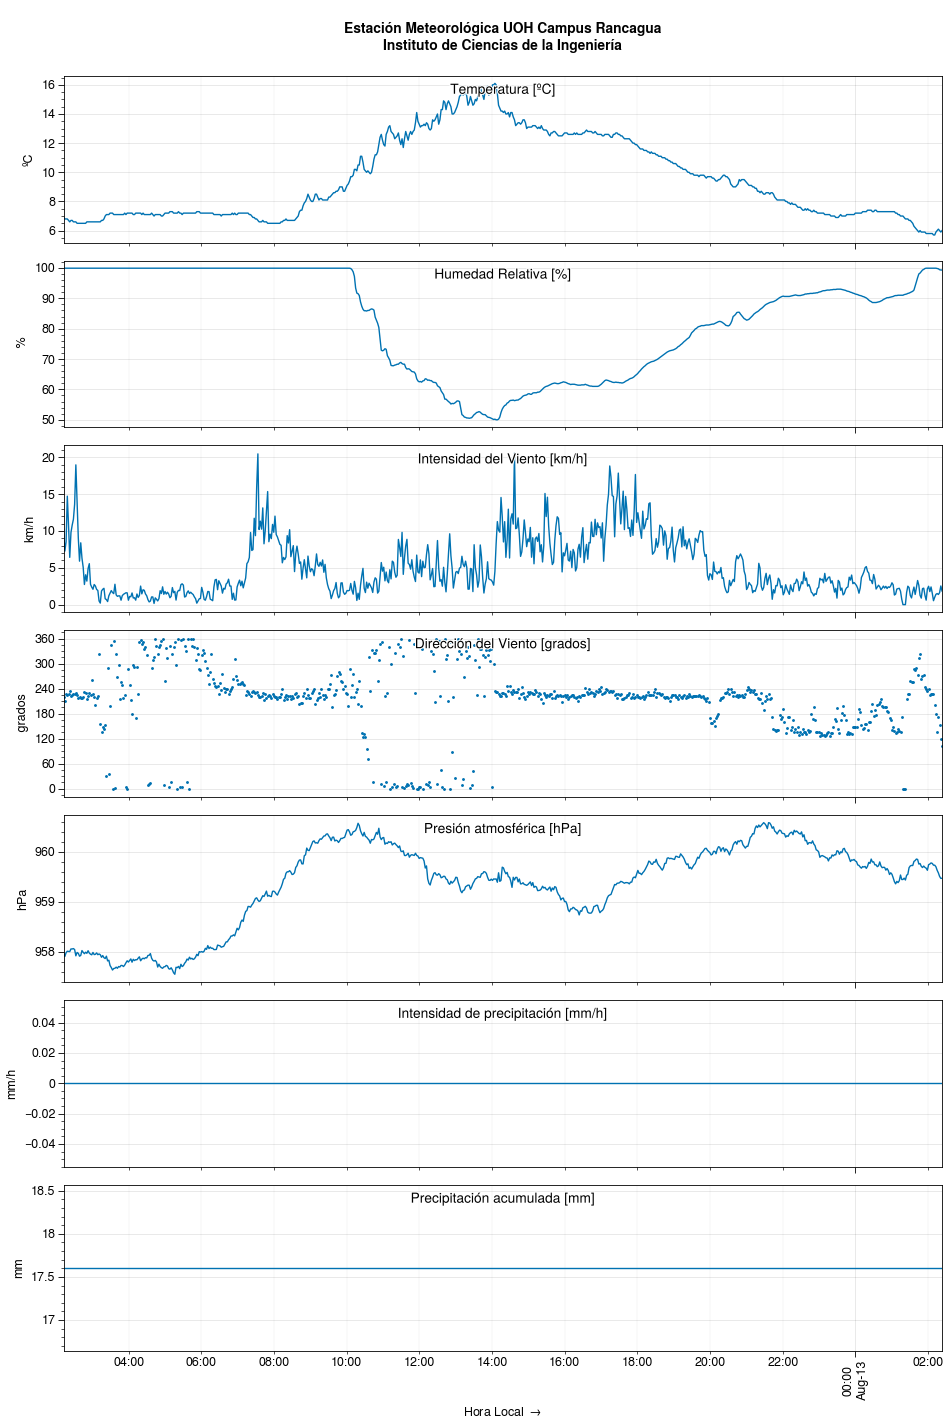 Estación Meteorológica UOH Campus Rancagua
Instituto de Ciencias de la Ingeniería
Temperatura [ºC]
ºC
16
14
12
10
8
6
Humedad Relativa [%]
%
100
90
80
70
60
50
Intensidad del Viento [km/h]
km/h
20
15
10
5
0
Dirección del Viento [grados]
grados
360
300
240
180
120
60
0
Presión atmosférica [hPa]
hPa
960
959
958
Intensidad de precipitación [mm/h]
mm/h
0.04
0.02
0
−0.02
−0.04
Precipitación acumulada [mm]
mm
18.5
18
17.5
17
04:00 06:00 08:00 10:00 12:00 14:00 16:00 18:00 20:00 22:00 00:00 02:00
Aug-13
Hora Local →